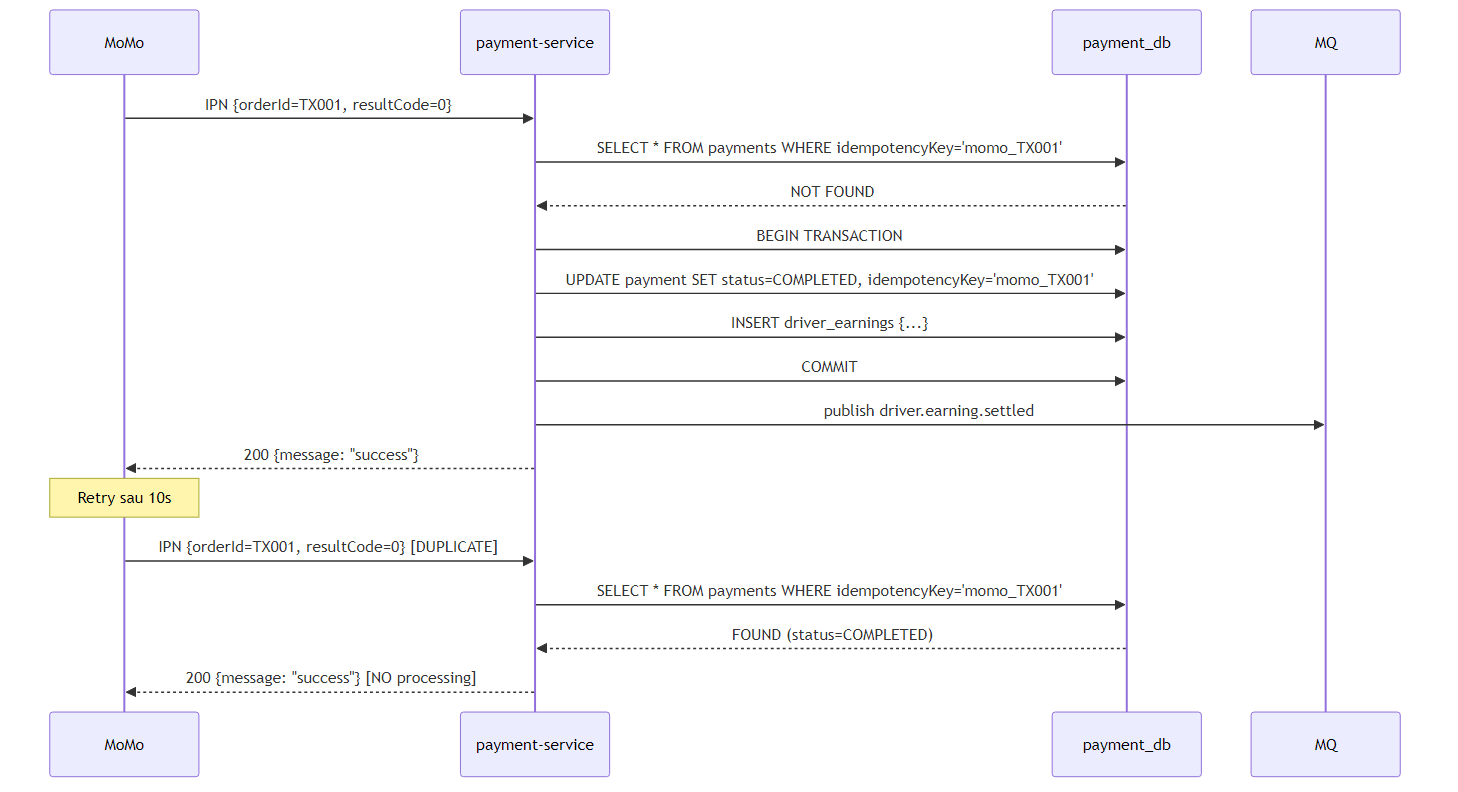 MoMo
payment-service
payment_db
MQ
IPN {orderId=TX001, resultCode=0}
SELECT * FROM payments WHERE idempotencyKey='momo_TX001'
NOT FOUND
BEGIN TRANSACTION
UPDATE payment SET status=COMPLETED, idempotencyKey='momo_TX001'
INSERT driver_earnings {...}
COMMIT
publish driver.earning.settled
200 {message: "success"}
Retry sau 10s
IPN {orderId=TX001, resultCode=0} [DUPLICATE]
SELECT * FROM payments WHERE idempotencyKey='momo_TX001'
FOUND (status=COMPLETED)
200 {message: "success"} [NO processing]
MoMo
payment-service
payment_db
MQ